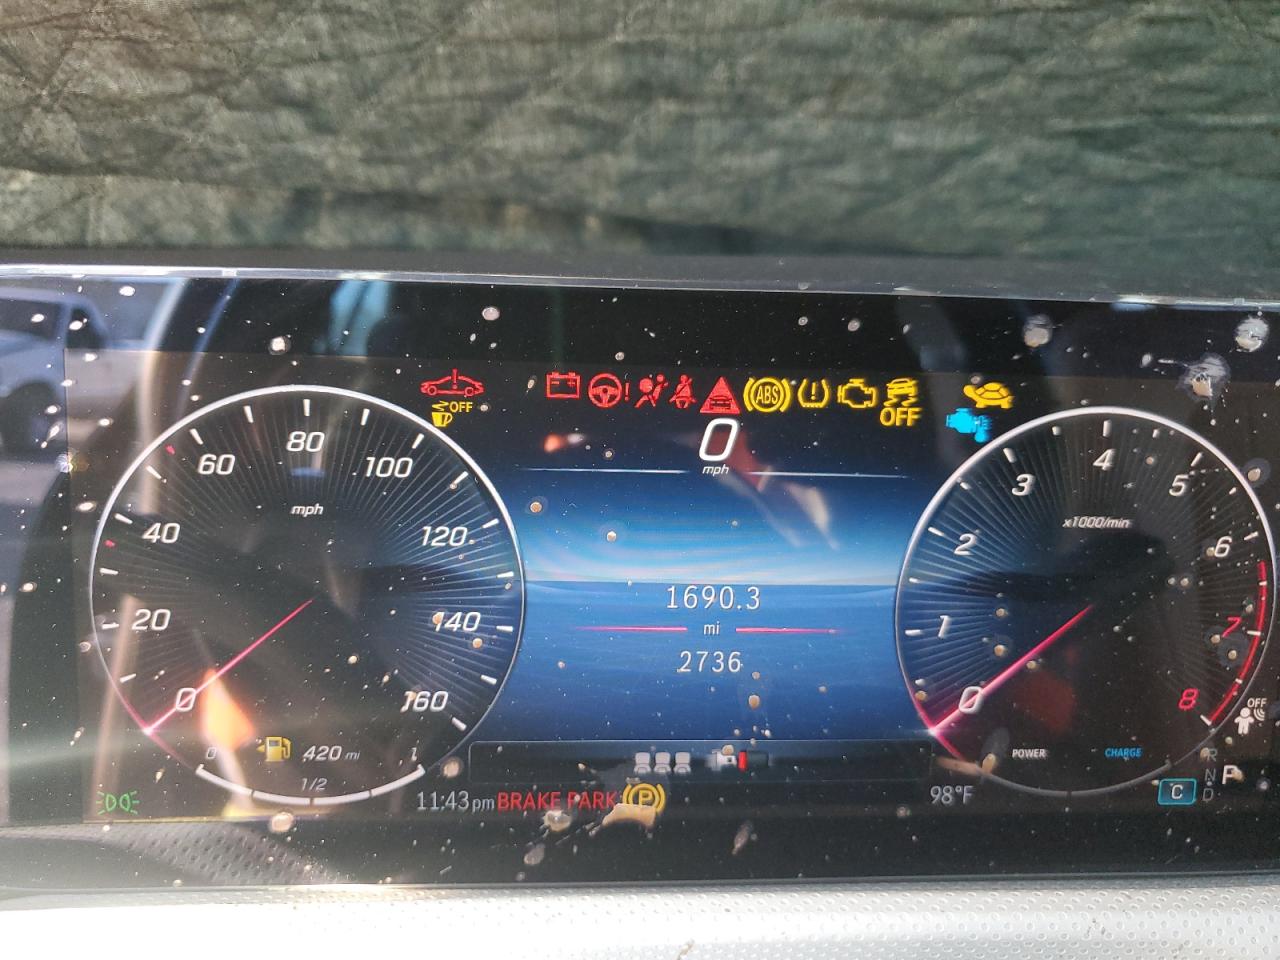 OFF
ABS
OFF
0
mph
0 20 40 60 80 100 120 140 160
mph
0 1/2 1
420 mi
1690.3
mi
2736
0 1 2 3 4 5 6 7 8
x1000/min
POWER CHARGE
OFF
11:43 pm BRAKE PARK P
98°F
C
R
N P
D